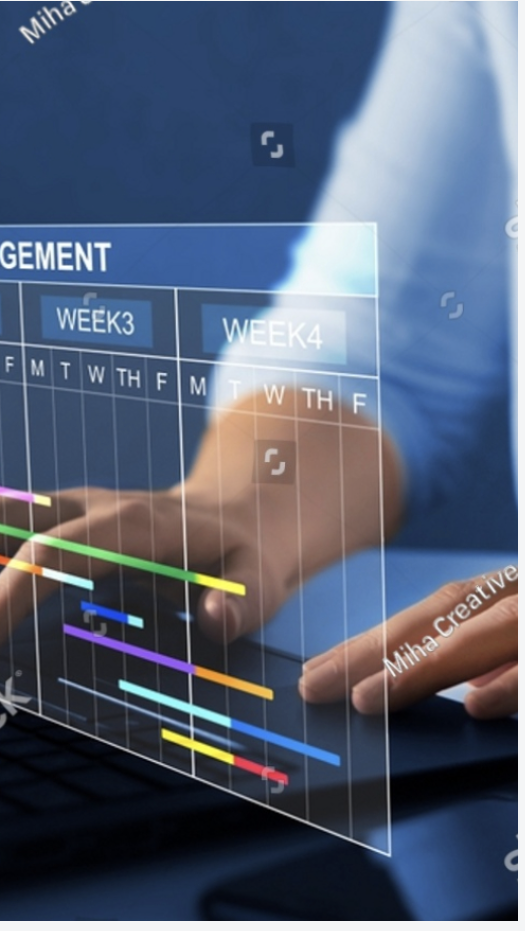 Miha
GEMENT
WEEK3 WEEK4
F M T W TH F M T W TH F
Miha Creative